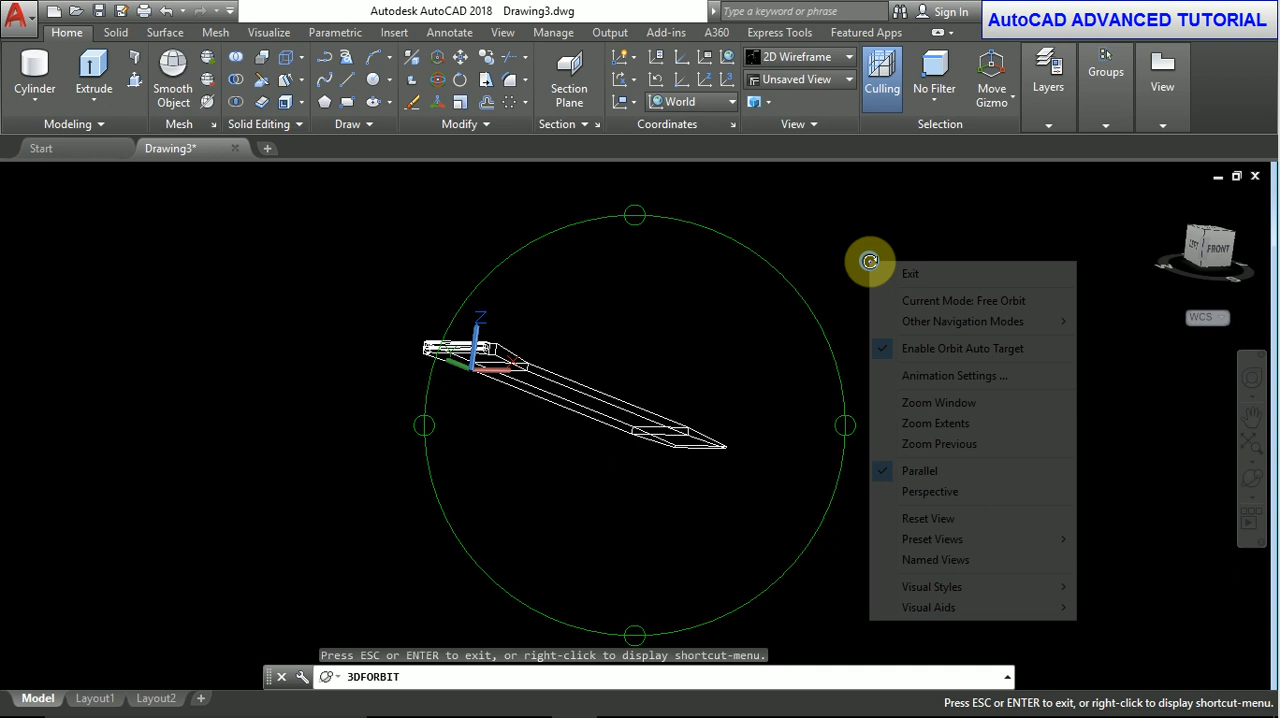 Autodesk AutoCAD 2018 Drawing3.dwg
Type a keyword or phrase
Sign In
AutoCAD ADVANCED TUTORIAL
Home Solid Surface Mesh Visualize Parametric Insert Annotate View Manage Output Add-ins A360 Express Tools Featured Apps
Cylinder
Extrude
Smooth
Object
Section
Plane
World
2D Wireframe
Unsaved View
Culling
No Filter
Move
Gizmo
Layers
Groups
View
Modeling Mesh Solid Editing Draw Modify Section Coordinates View Selection
Start Drawing3*
LEFT FRONT
WCS
Z
X
Exit
Current Mode: Free Orbit
Other Navigation Modes
Enable Orbit Auto Target
Animation Settings ...
Zoom Window
Zoom Extents
Zoom Previous
Parallel
Perspective
Reset View
Preset Views
Named Views
Visual Styles
Visual Aids
Press ESC or ENTER to exit, or right-click to display shortcut-menu.
3DFORBIT
Model Layout1 Layout2
Press ESC or ENTER to exit, or right-click to display shortcut-menu.